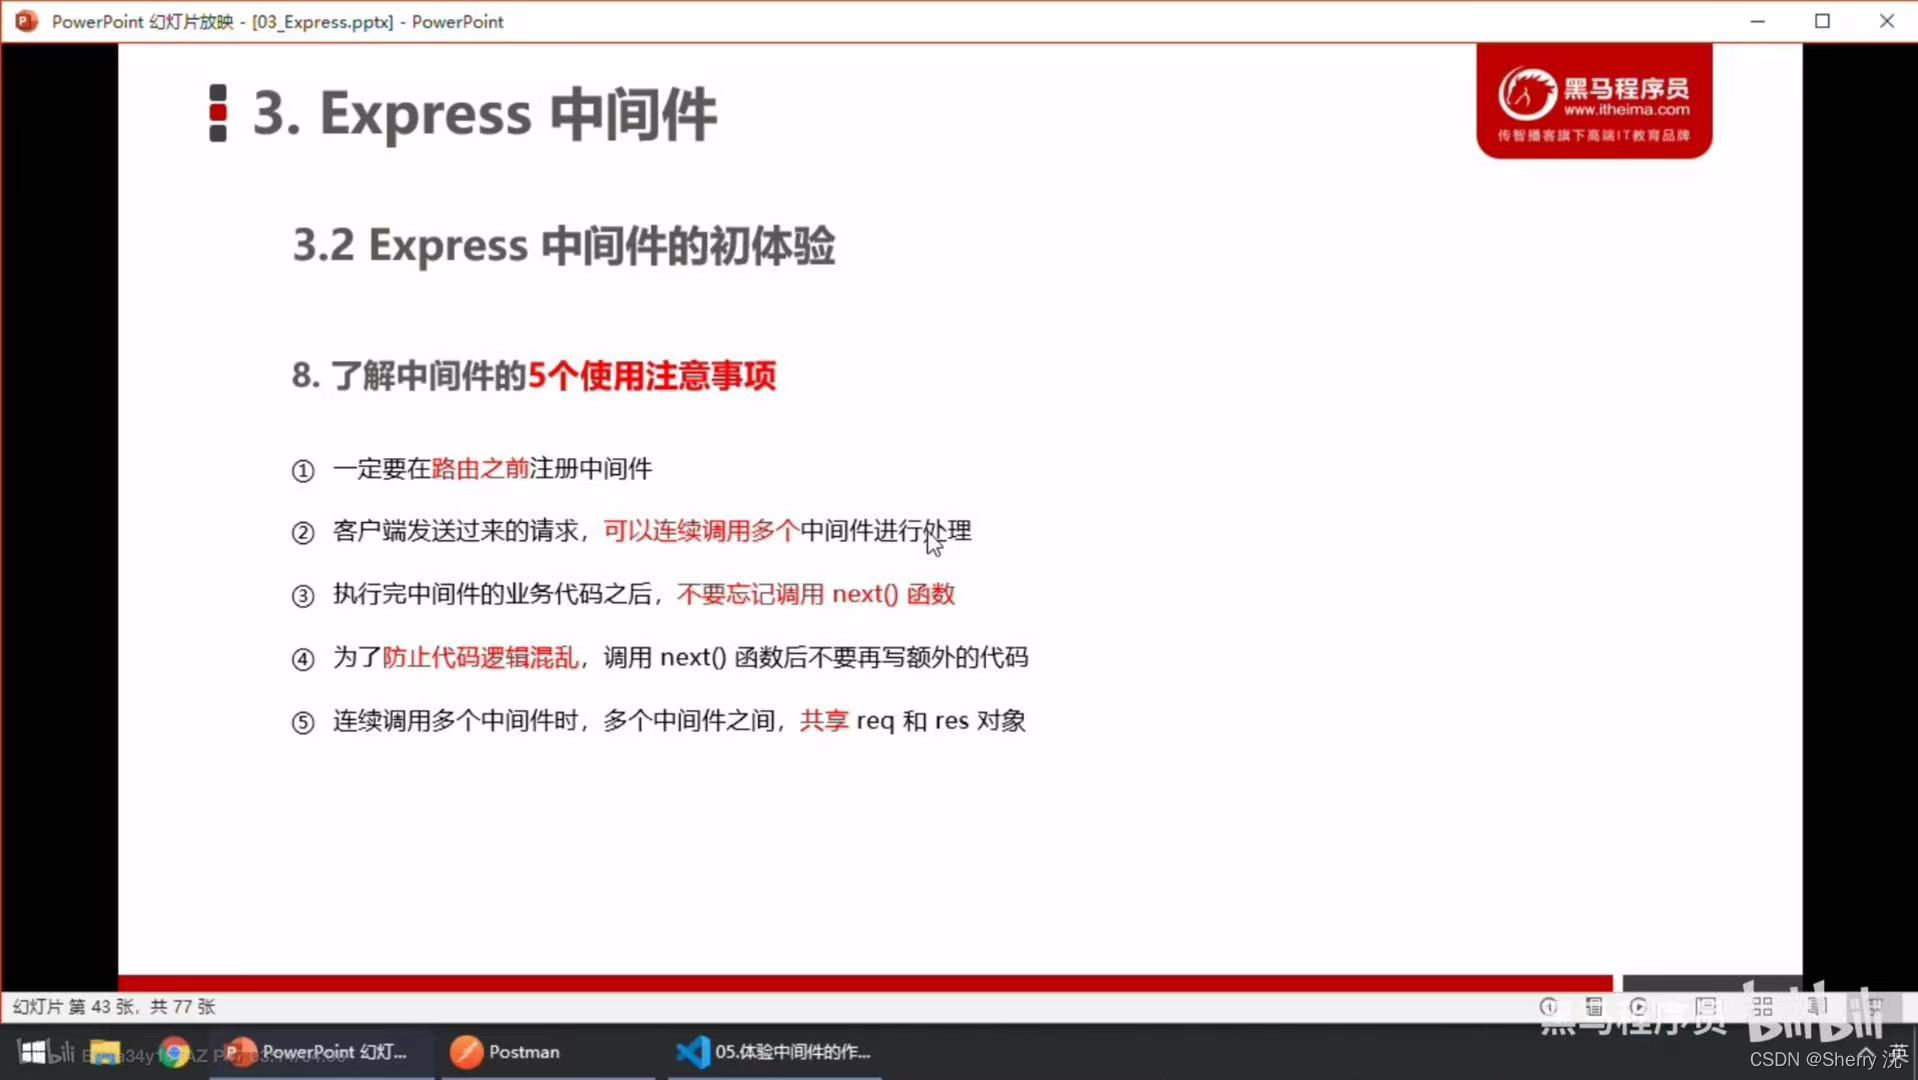 PowerPoint 幻灯片放映 - [03_Express.pptx] - PowerPoint
黑马程序员
www.itheima.com
传智播客旗下高端IT教育品牌
3. Express 中间件
3.2 Express 中间件的初体验
8. 了解中间件的5个使用注意事项
① 一定要在路由之前注册中间件
② 客户端发送过来的请求，可以连续调用多个中间件进行处理
③ 执行完中间件的业务代码之后，不要忘记调用 next() 函数
④ 为了防止代码逻辑混乱，调用 next() 函数后不要再写额外的代码
⑤ 连续调用多个中间件时，多个中间件之间，共享 req 和 res 对象
幻灯片 第 43 张，共 77 张
黑马程序员 bilibili
PowerPoint 幻灯...
Postman
05.体验中间件的作...
英
CSDN @Sherry 沈